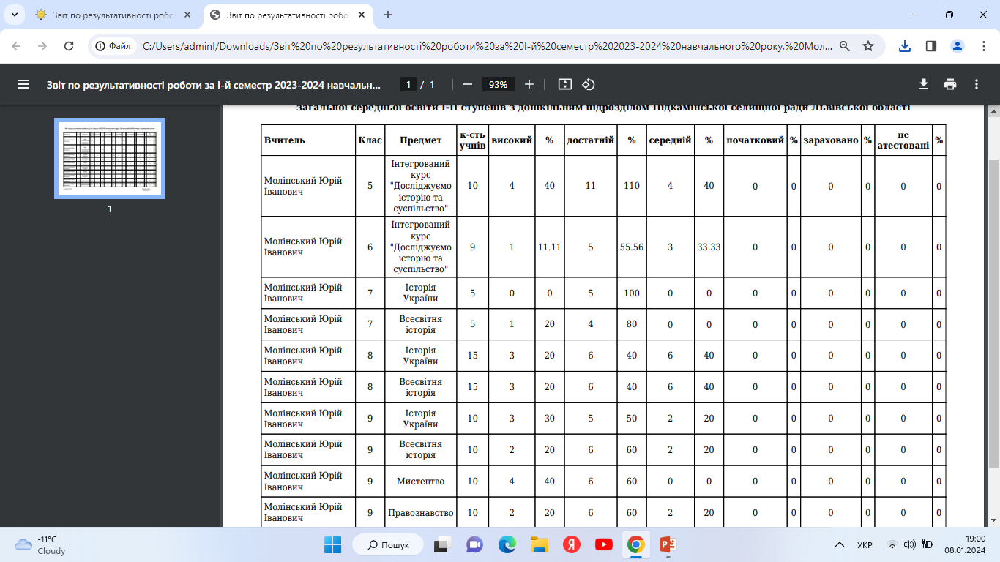 Звіт по результативності робо
Звіт по результативності робо
Файл
C:/Users/adminI/Downloads/Звіт%20по%20результативності%20роботи%20за%20І-й%20семестр%202023-2024%20навчального%20року,%20Мол...
Звіт по результативності роботи за І-й семестр 2023-2024 навчальн...
1 / 1
93%
1
загальної середньої освіти І-ІІ ступенів з дошкільним підрозділом Підкамінської селищної ради Львівської області
Вчитель Клас Предмет к-сть учнів високий % достатній % середній % початковий % зараховано % не атестовані %
Молінський Юрій Іванович 5 Інтегрований курс "Досліджуємо історію та суспільство" 10 4 40 11 110 4 40 0 0 0 0 0 0
Молінський Юрій Іванович 6 Інтегрований курс "Досліджуємо історію та суспільство" 9 1 11.11 5 55.56 3 33.33 0 0 0 0 0 0
Молінський Юрій Іванович 7 Історія України 5 0 0 5 100 0 0 0 0 0 0 0 0
Молінський Юрій Іванович 7 Всесвітня історія 5 1 20 4 80 0 0 0 0 0 0 0 0
Молінський Юрій Іванович 8 Історія України 15 3 20 6 40 6 40 0 0 0 0 0 0
Молінський Юрій Іванович 8 Всесвітня історія 15 3 20 6 40 6 40 0 0 0 0 0 0
Молінський Юрій Іванович 9 Історія України 10 3 30 5 50 2 20 0 0 0 0 0 0
Молінський Юрій Іванович 9 Всесвітня історія 10 2 20 6 60 2 20 0 0 0 0 0 0
Молінський Юрій Іванович 9 Мистецтво 10 4 40 6 60 0 0 0 0 0 0 0 0
Молінський Юрій Іванович 9 Правознавство 10 2 20 6 60 2 20 0 0 0 0 0 0
-11°C
Cloudy
Пошук
Я
УКР
19:00
08.01.2024